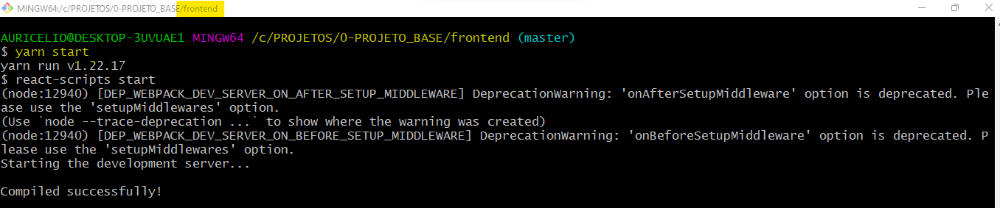 MINGW64:/c/PROJETOS/0-PROJETO_BASE/frontend
AURICELIO@DESKTOP-3UVUAE1 MINGW64 /c/PROJETOS/0-PROJETO_BASE/frontend (master)
$ yarn start
yarn run v1.22.17
$ react-scripts start
(node:12940) [DEP_WEBPACK_DEV_SERVER_ON_AFTER_SETUP_MIDDLEWARE] DeprecationWarning: 'onAfterSetupMiddleware' option is deprecated. Ple
ase use the 'setupMiddlewares' option.
(Use `node --trace-deprecation ...` to show where the warning was created)
(node:12940) [DEP_WEBPACK_DEV_SERVER_ON_BEFORE_SETUP_MIDDLEWARE] DeprecationWarning: 'onBeforeSetupMiddleware' option is deprecated. P
lease use the 'setupMiddlewares' option.
Starting the development server...
Compiled successfully!